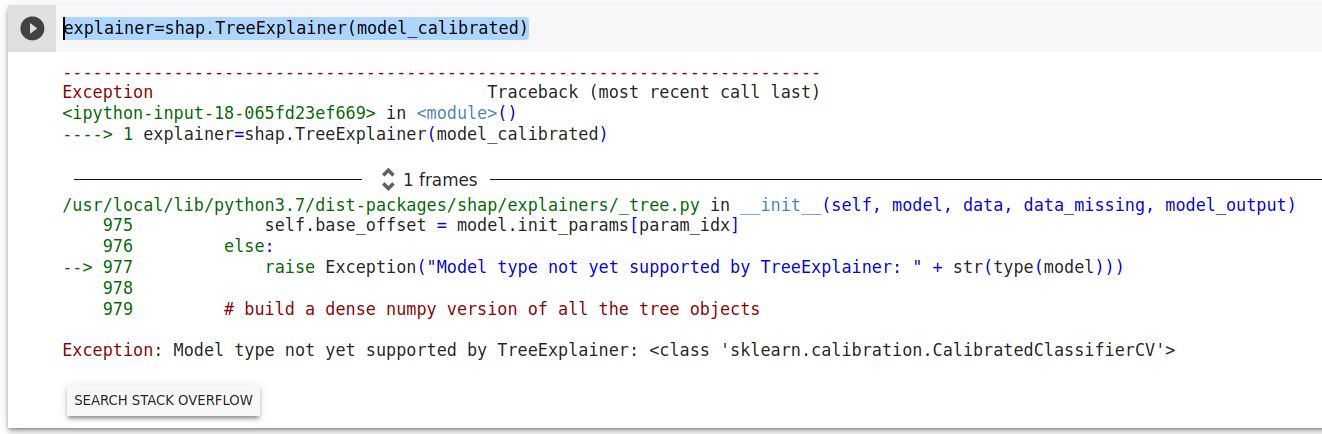 explainer=shap.TreeExplainer(model_calibrated)
---------------------------------------------------------------------------
Exception                                 Traceback (most recent call last)
<ipython-input-18-065fd23ef669> in <module>()
----> 1 explainer=shap.TreeExplainer(model_calibrated)
1 frames
/usr/local/lib/python3.7/dist-packages/shap/explainers/_tree.py in __init__(self, model, data, data_missing, model_output)
    975             self.base_offset = model.init_params[param_idx]
    976         else:
--> 977             raise Exception("Model type not yet supported by TreeExplainer: " + str(type(model)))
    978
    979         # build a dense numpy version of all the tree objects
Exception: Model type not yet supported by TreeExplainer: <class 'sklearn.calibration.CalibratedClassifierCV'>
SEARCH STACK OVERFLOW